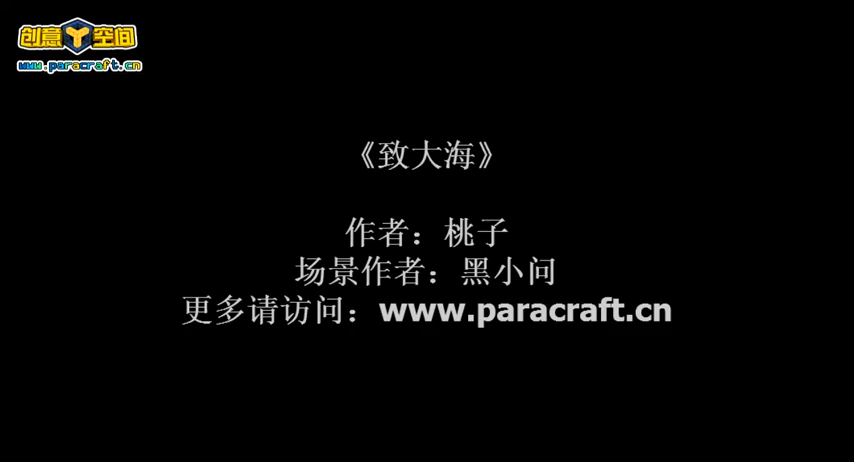 创意Y空间
www.paracraft.cn
《致大海》
作者：桃子
场景作者：黑小问
更多请访问：www.paracraft.cn